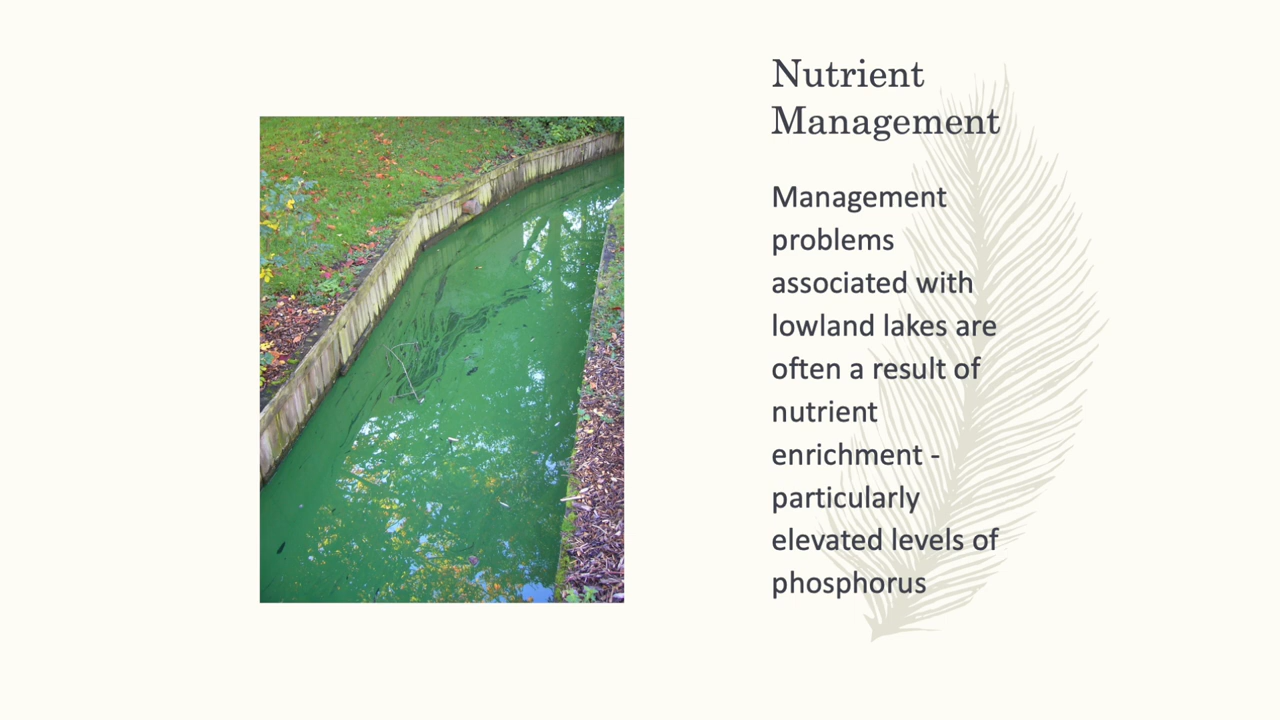 Nutrient
Management
Management
problems
associated with
lowland lakes are
often a result of
nutrient
enrichment -
particularly
elevated levels of
phosphorus